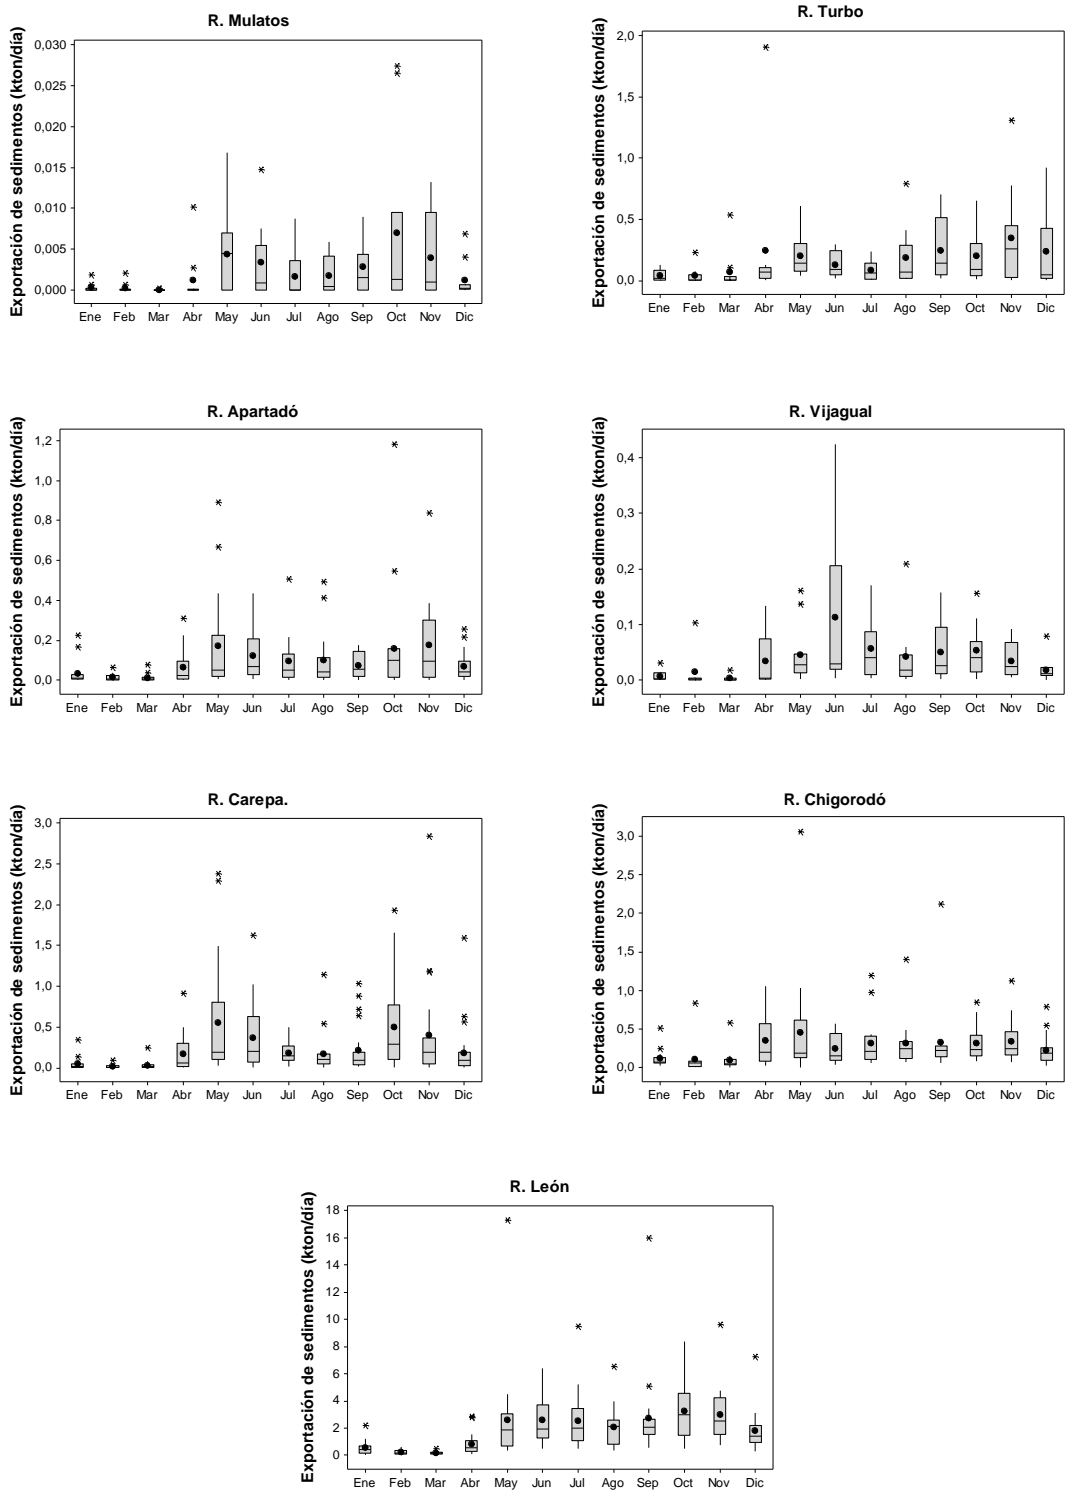 R. Mulatos
Exportación de sedimentos (kton/día)
0,030
0,025
0,020
0,015
0,010
0,005
0,000
Ene Feb Mar Abr May Jun Jul Ago Sep Oct Nov Dic
R. Turbo
Exportación de sedimentos (kton/día)
2,0
1,5
1,0
0,5
0,0
Ene Feb Mar Abr May Jun Jul Ago Sep Oct Nov Dic
R. Apartadó
Exportación de sedimentos (kton/día)
1,2
1,0
0,8
0,6
0,4
0,2
0,0
Ene Feb Mar Abr May Jun Jul Ago Sep Oct Nov Dic
R. Vijagual
Exportación de sedimentos (kton/día)
0,4
0,3
0,2
0,1
0,0
Ene Feb Mar Abr May Jun Jul Ago Sep Oct Nov Dic
R. Carepa.
Exportación de sedimentos (kton/día)
3,0
2,5
2,0
1,5
1,0
0,5
0,0
Ene Feb Mar Abr May Jun Jul Ago Sep Oct Nov Dic
R. Chigorodó
Exportación de sedimentos (kton/día)
3,0
2,5
2,0
1,5
1,0
0,5
0,0
Ene Feb Mar Abr May Jun Jul Ago Sep Oct Nov Dic
R. León
Exportación de sedimentos (kton/día)
18
16
14
12
10
8
6
4
2
0
Ene Feb Mar Abr May Jun Jul Ago Sep Oct Nov Dic